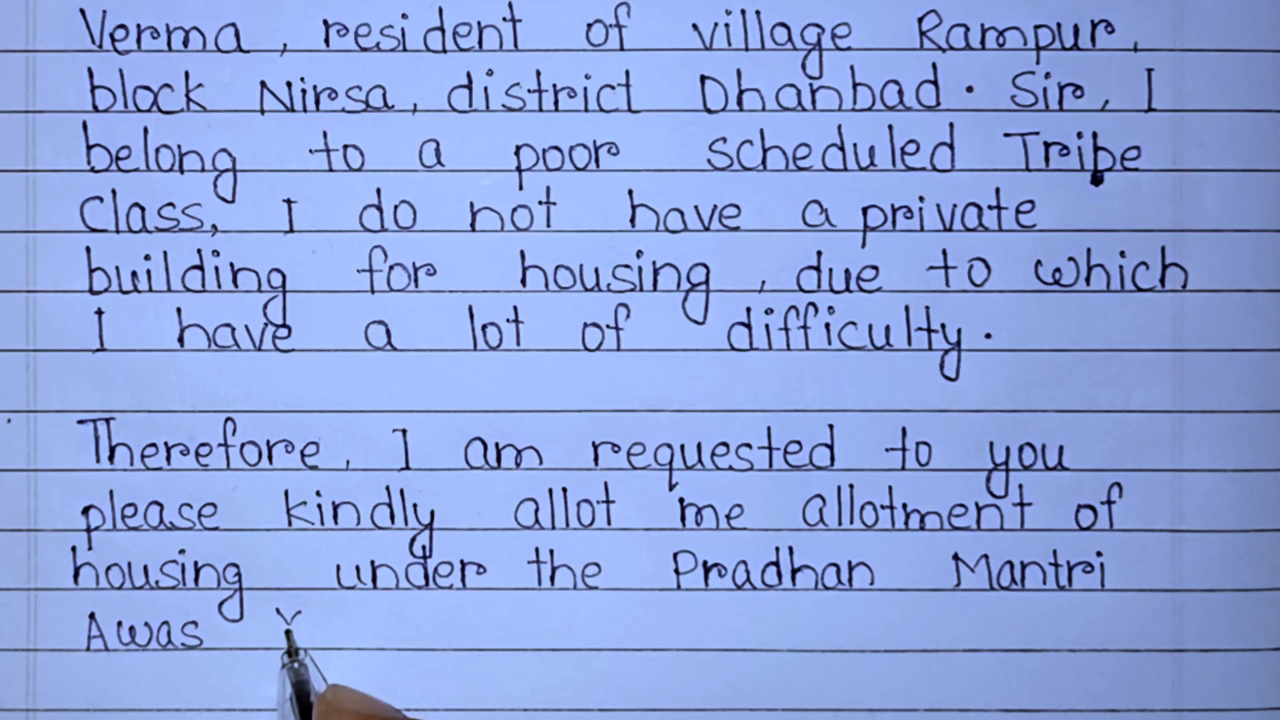 Verma, resident of village Rampur,
block Nirsa, district Dhanbad. Sir, I
belong to a poor scheduled Tribe
Class, I do not have a private
building for housing, due to which
I have a lot of difficulty.
Therefore, I am requested to you
please kindly allot me allotment of
housing under the Pradhan Mantri
Awas Y